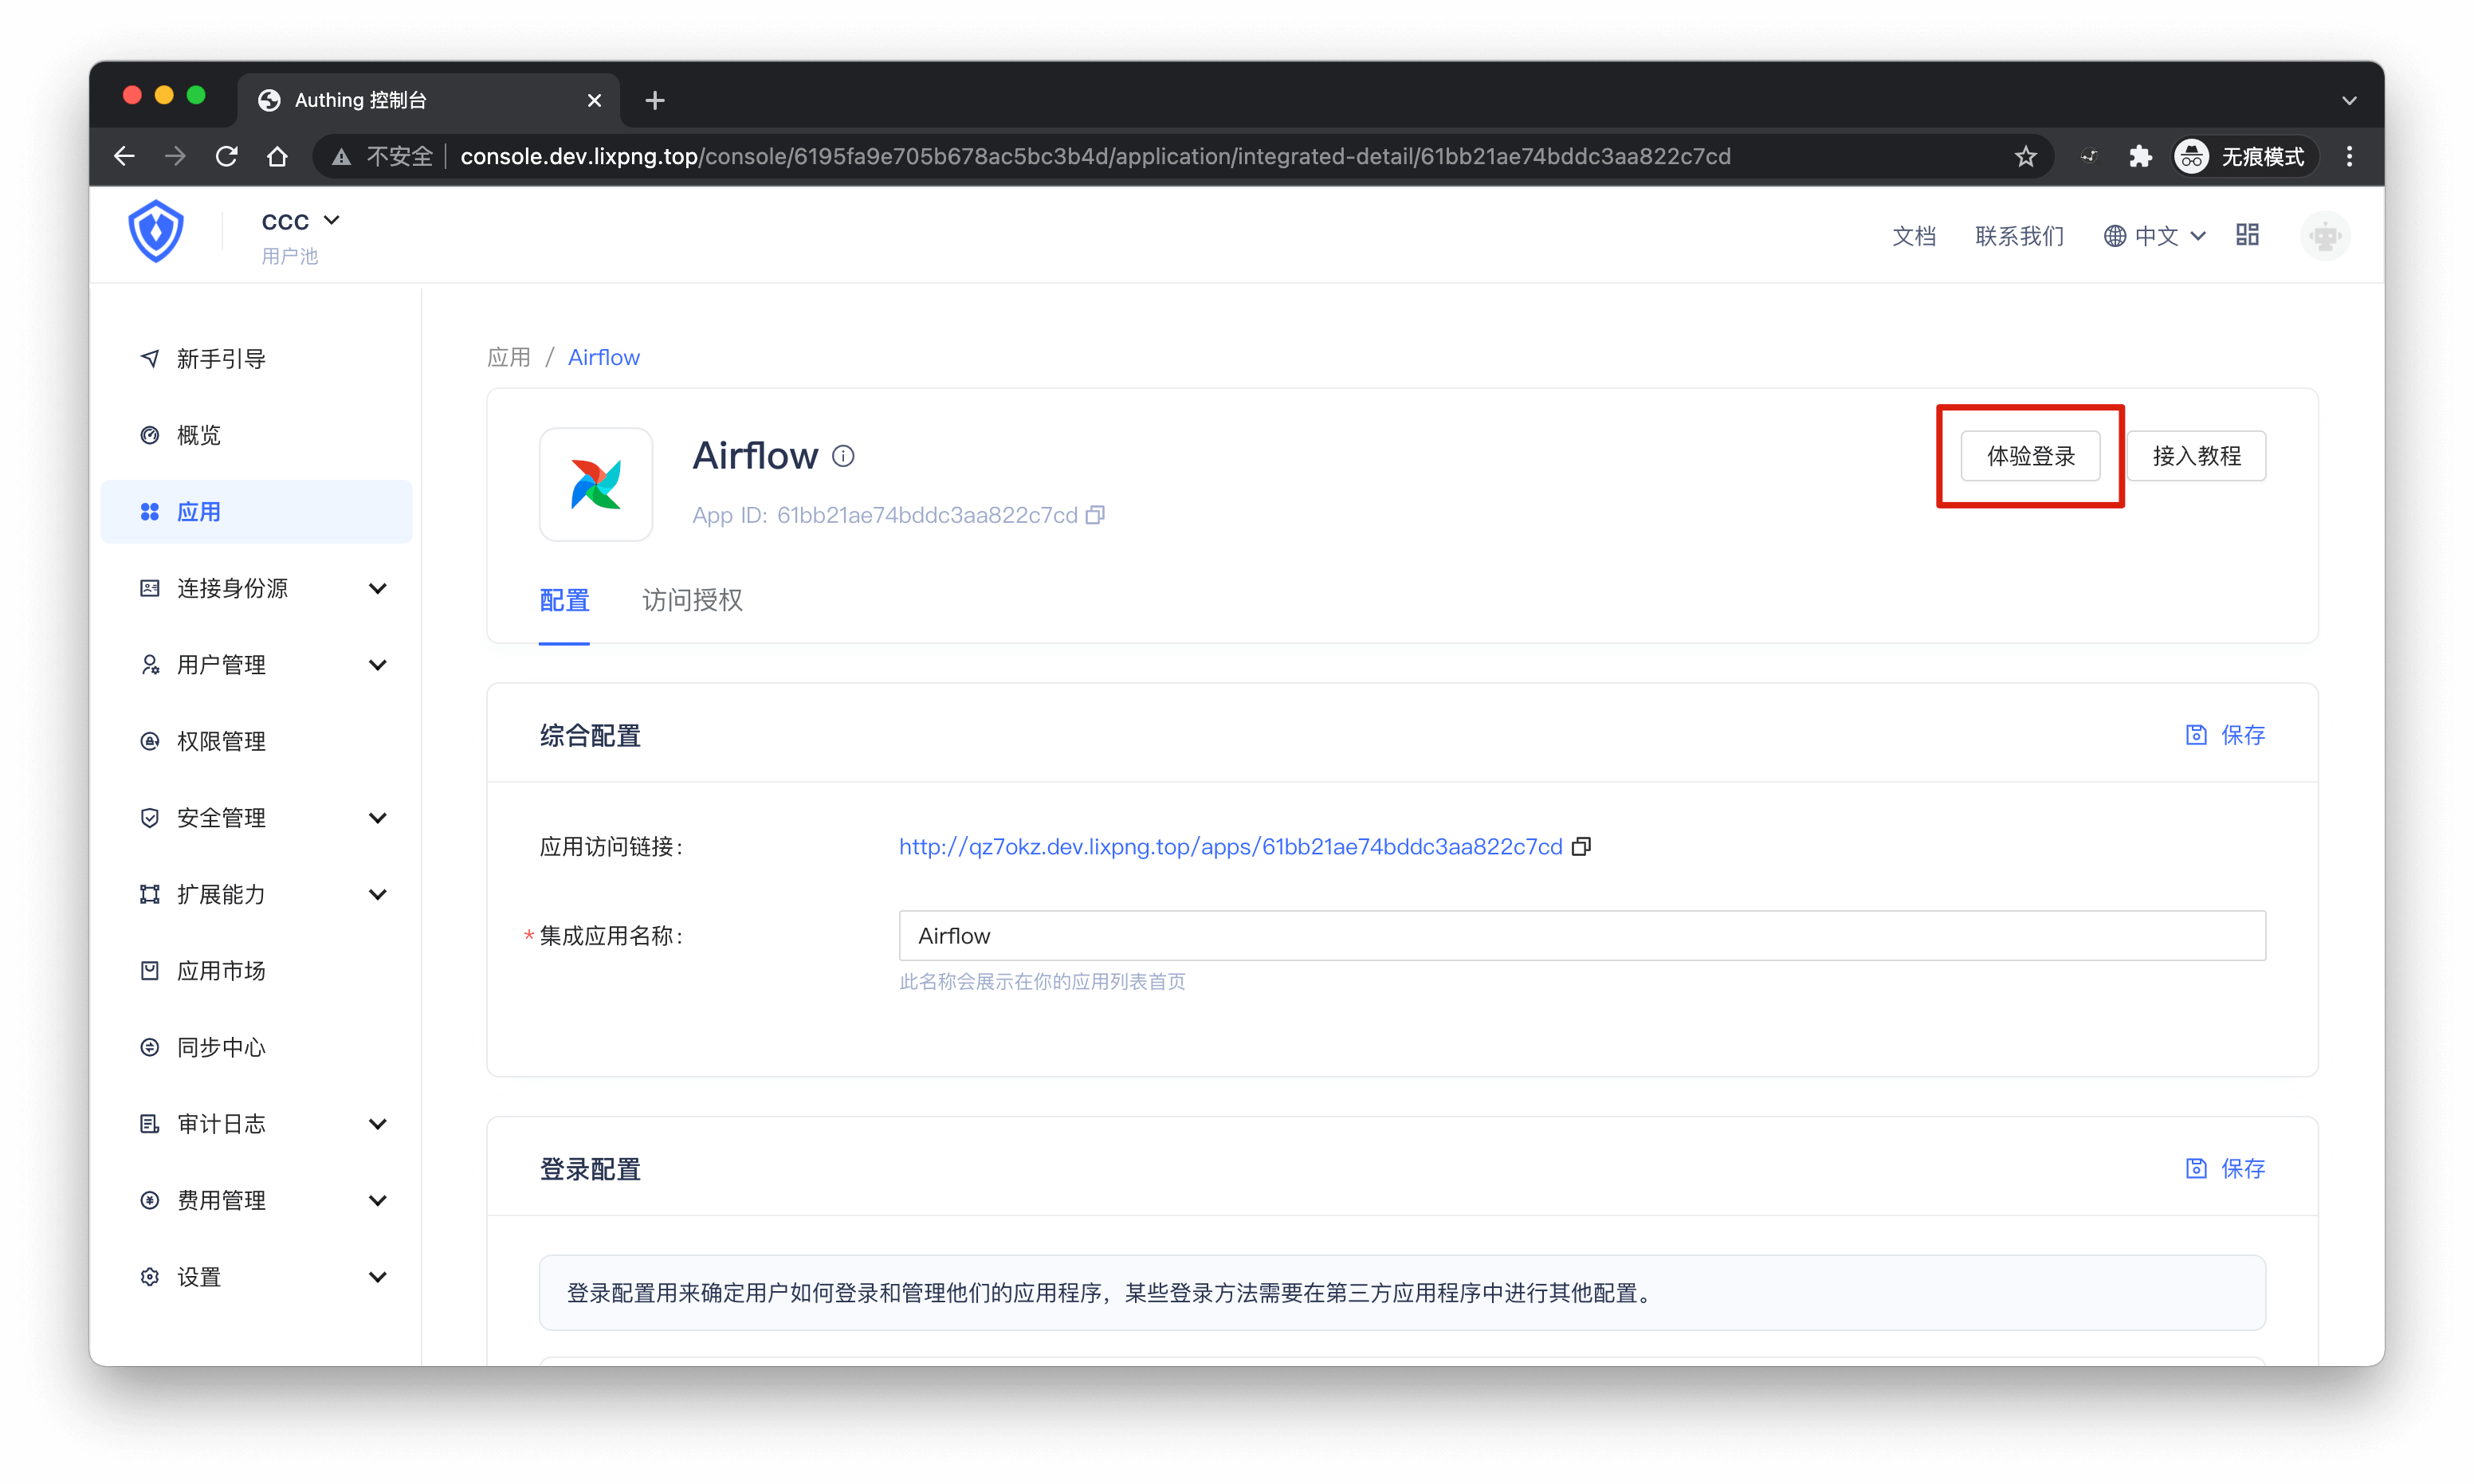 Authing 控制台
不安全 console.dev.lixpng.top/console/6195fa9e705b678ac5bc3b4d/application/integrated-detail/61bb21ae74bddc3aa822c7cd 无痕模式
ccc
用户池
文档 联系我们 中文
新手引导
概览
应用
连接身份源
用户管理
权限管理
安全管理
扩展能力
应用市场
同步中心
审计日志
费用管理
设置
应用 / Airflow
Airflow
体验登录 接入教程
App ID: 61bb21ae74bddc3aa822c7cd
配置 访问授权
综合配置 保存
应用访问链接: http://qz7okz.dev.lixpng.top/apps/61bb21ae74bddc3aa822c7cd
* 集成应用名称: Airflow
此名称会展示在你的应用列表首页
登录配置 保存
登录配置用来确定用户如何登录和管理他们的应用程序，某些登录方法需要在第三方应用程序中进行其他配置。